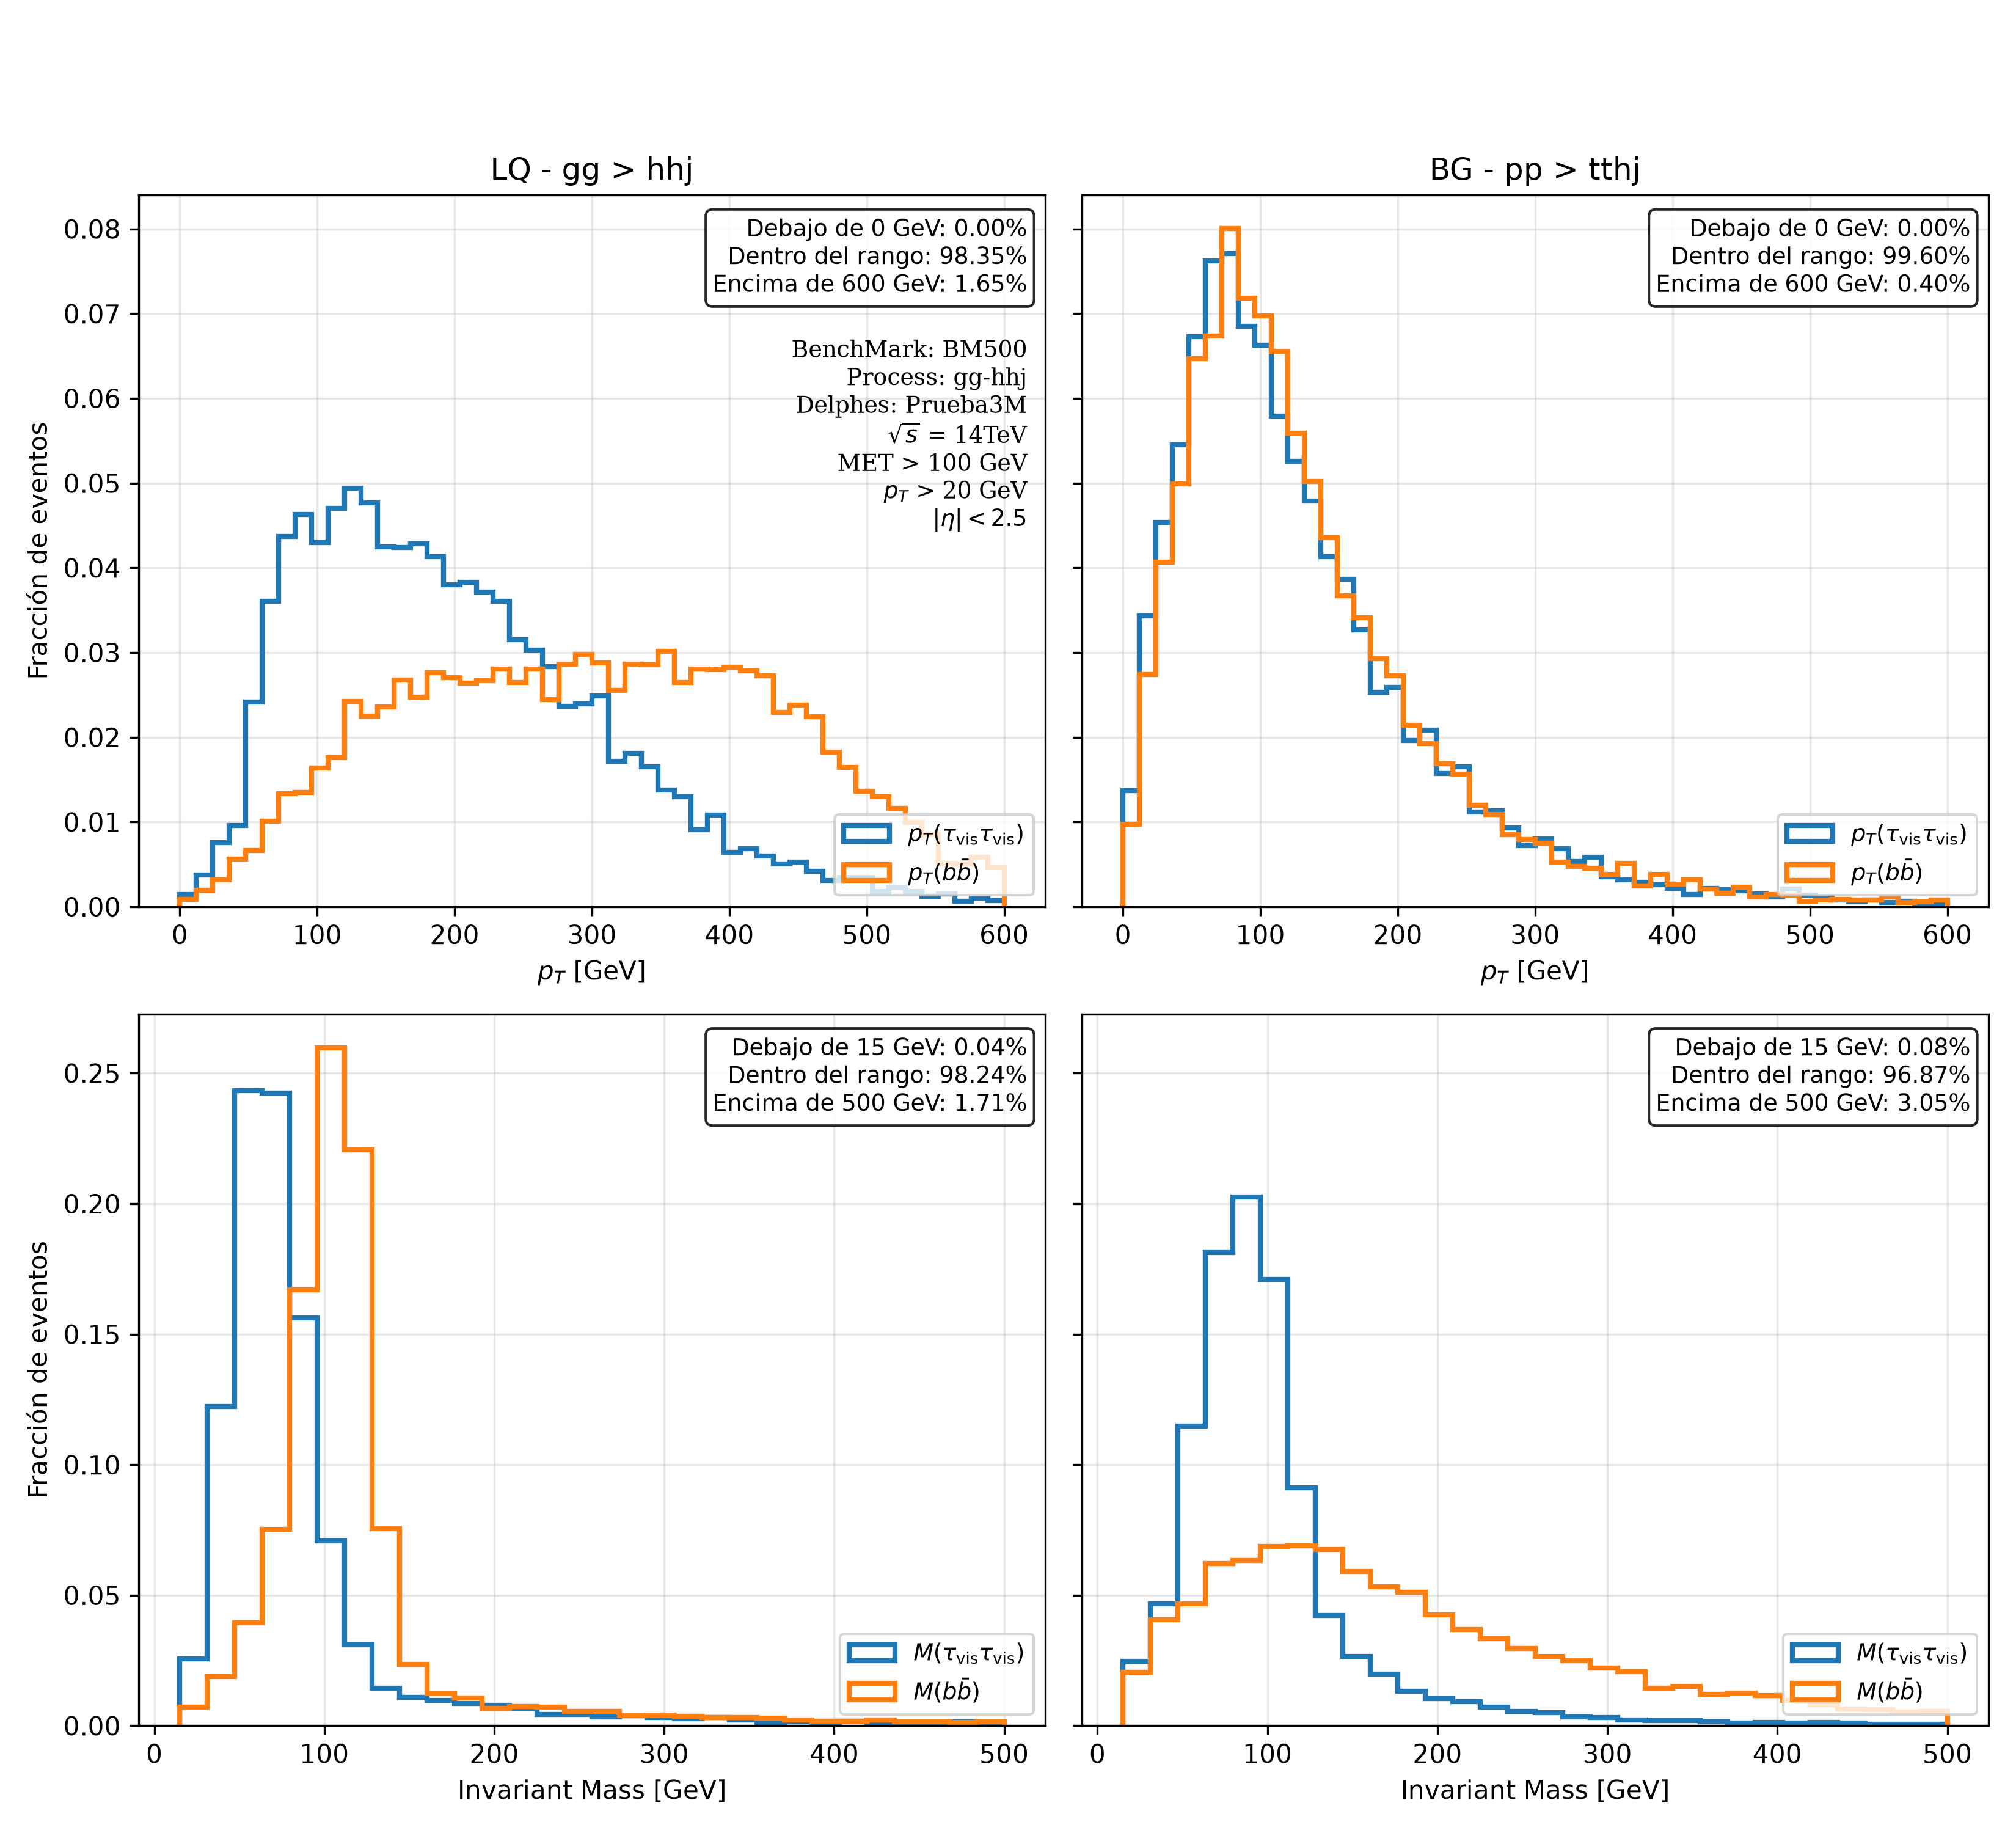 LQ - gg > hhj
Debajo de 0 GeV: 0.00%
Dentro del rango: 98.35%
Encima de 600 GeV: 1.65%
BenchMark: BM500
Process: gg-hhj
Delphes: Prueba3M
√s = 14TeV
MET > 100 GeV
p_T > 20 GeV
|η| < 2.5
Fracción de eventos
0.08
0.07
0.06
0.05
0.04
0.03
0.02
0.01
0.00
p_T(τ_vis τ_vis)
p_T(bb̄)
0 100 200 300 400 500 600
p_T [GeV]
BG - pp > tthj
Debajo de 0 GeV: 0.00%
Dentro del rango: 99.60%
Encima de 600 GeV: 0.40%
p_T(τ_vis τ_vis)
p_T(bb̄)
0 100 200 300 400 500 600
p_T [GeV]
Debajo de 15 GeV: 0.04%
Dentro del rango: 98.24%
Encima de 500 GeV: 1.71%
Fracción de eventos
0.25
0.20
0.15
0.10
0.05
0.00
M(τ_vis τ_vis)
M(bb̄)
0 100 200 300 400 500
Invariant Mass [GeV]
Debajo de 15 GeV: 0.08%
Dentro del rango: 96.87%
Encima de 500 GeV: 3.05%
M(τ_vis τ_vis)
M(bb̄)
0 100 200 300 400 500
Invariant Mass [GeV]